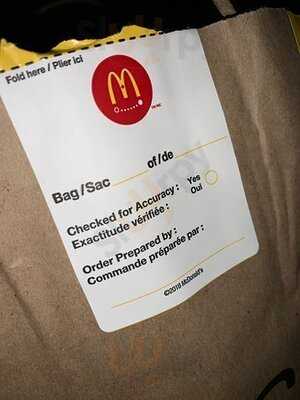 Fold here / Plier ici
Bag/Sac of/de
Checked for Accuracy : Yes
Exactitude vérifiée : Oui
Order Prepared by :
Commande préparée par :
©2018 McDonald's